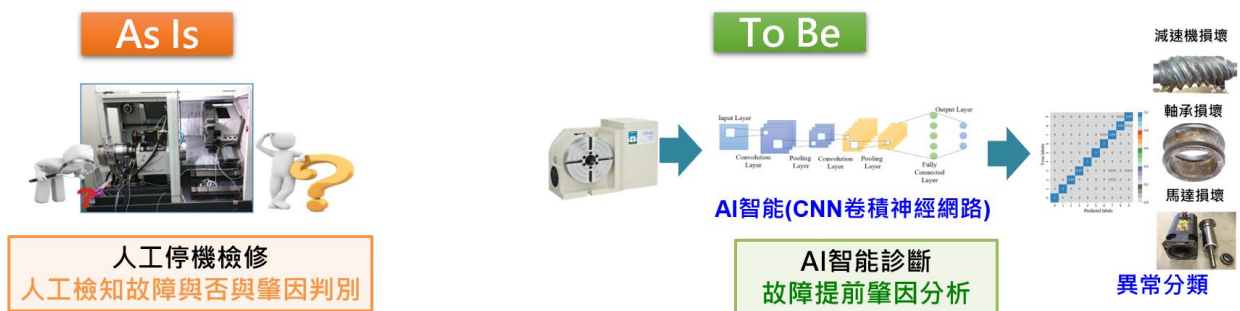 As Is
人工停機檢修
人工檢知故障與否與肇因判別
To Be
Input Layer
Convolution Layer
Pooling Layer
Convolution Layer
Pooling Layer
Fully Connected Layer
Output Layer
AI智能(CNN卷積神經網路)
AI智能診斷
故障提前肇因分析
True labels
Predicted labels
減速機損壞
軸承損壞
馬達損壞
異常分類